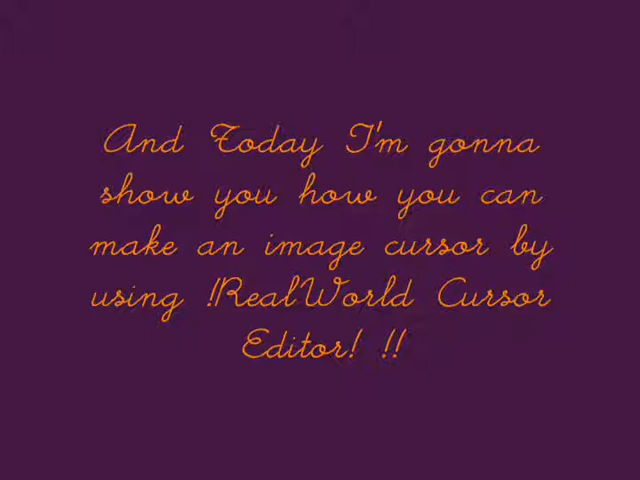 And Today I'm gonna
show you how you can
make an image cursor by
using !RealWorld Cursor
Editor! !!